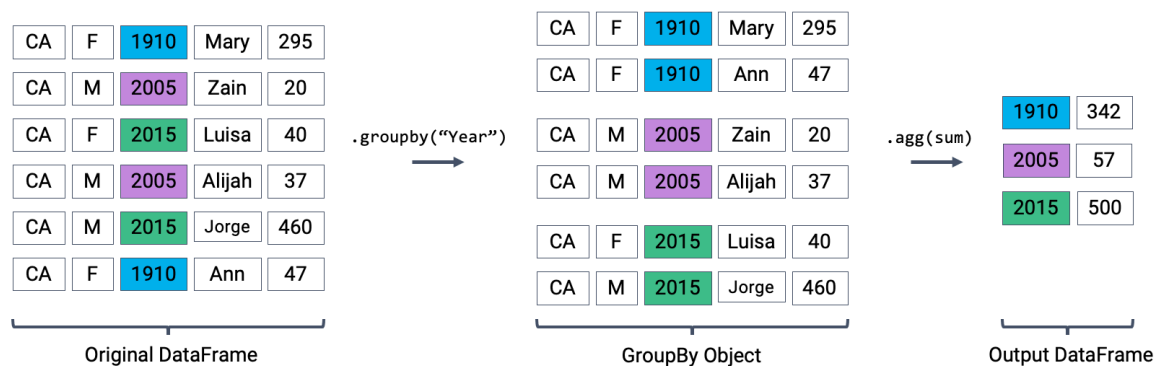 CA F 1910 Mary 295
CA M 2005 Zain 20
CA F 2015 Luisa 40
CA M 2005 Alijah 37
CA M 2015 Jorge 460
CA F 1910 Ann 47
Original DataFrame
.groupby(“Year”)
CA F 1910 Mary 295
CA F 1910 Ann 47
CA M 2005 Zain 20
CA M 2005 Alijah 37
CA F 2015 Luisa 40
CA M 2015 Jorge 460
GroupBy Object
.agg(sum)
1910 342
2005 57
2015 500
Output DataFrame